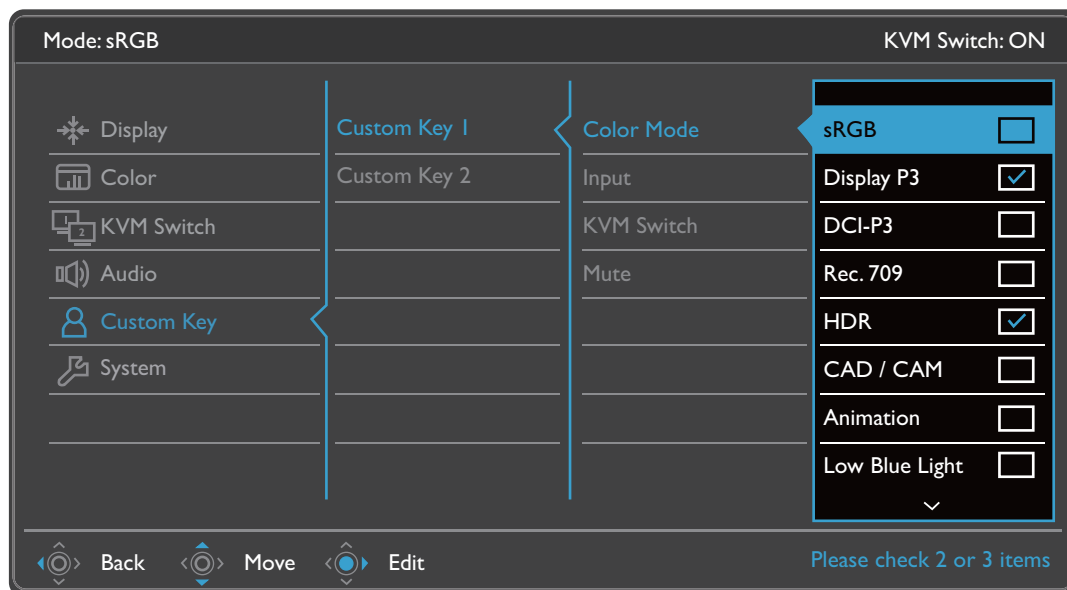 Mode: sRGB
KVM Switch: ON
Display
Color
1
2
KVM Switch
Audio
Custom Key
System
Custom Key 1
Custom Key 2
Color Mode
Input
KVM Switch
Mute
sRGB
Display P3
DCI-P3
Rec. 709
HDR
CAD / CAM
Animation
Low Blue Light
Back
Move
Edit
Please check 2 or 3 items